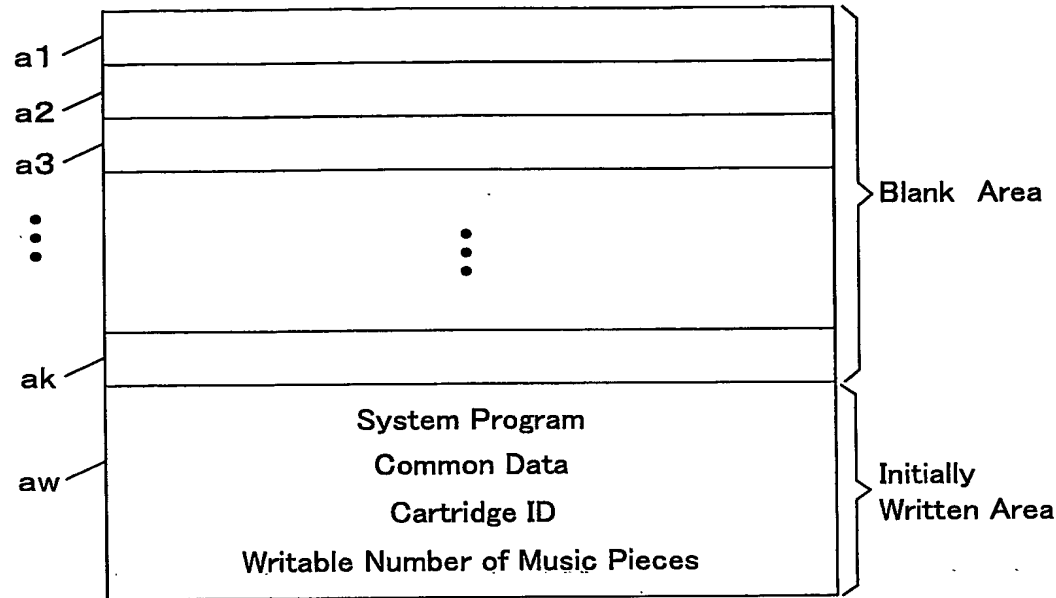 a1
a2
a3
Blank Area
ak
System Program
Common Data
aw
Initially
Written Area
Cartridge ID
Writable Number of Music Pieces